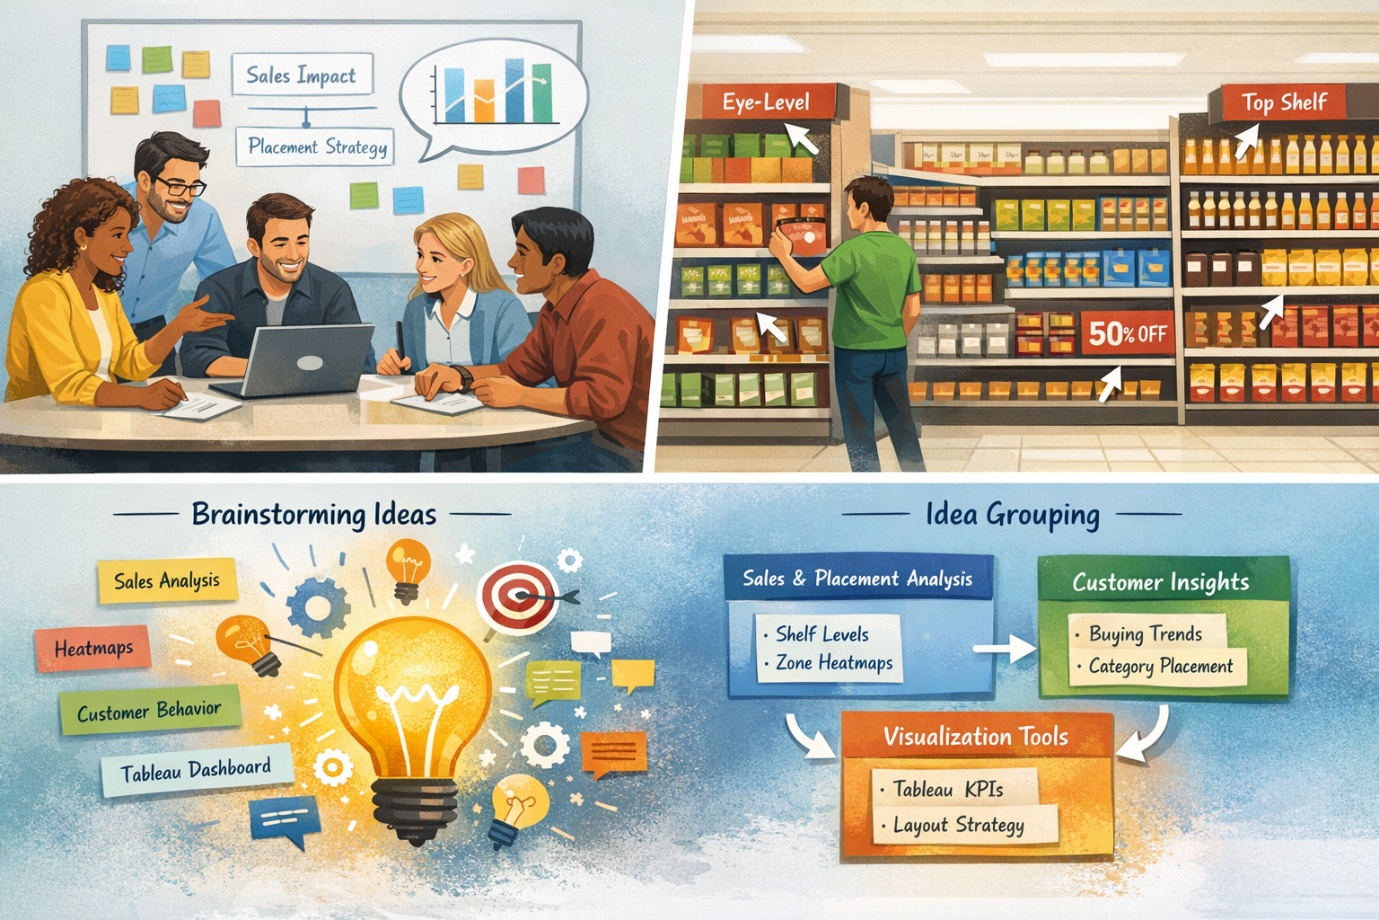 Sales Impact
Placement Strategy
Eye-Level
Top Shelf
50% OFF
Brainstorming Ideas
Sales Analysis
Heatmaps
Customer Behavior
Tableau Dashboard
Idea Grouping
Sales & Placement Analysis
· Shelf Levels
· Zone Heatmaps
Customer Insights
· Buying Trends
· Category Placement
Visualization Tools
· Tableau KPIs
· Layout Strategy